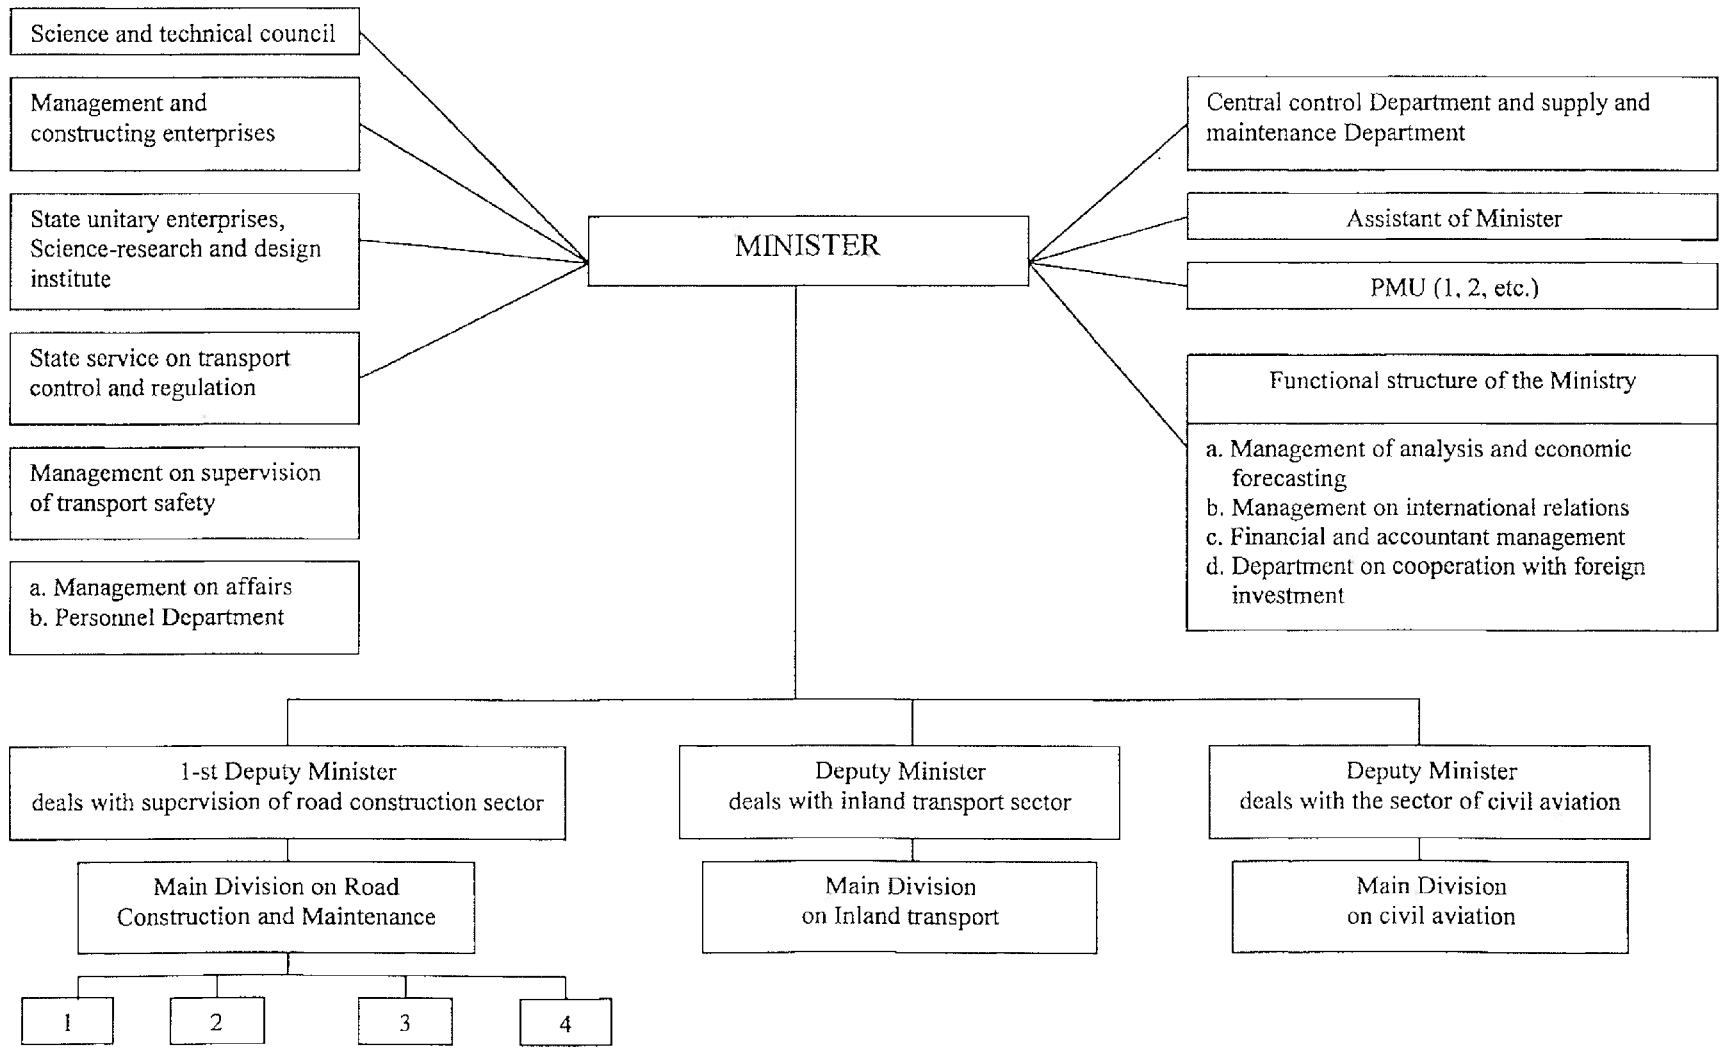 Science and technical council
Management and
constructing enterprises
State unitary enterprises,
Science-research and design
institute
State service on transport
control and regulation
Management on supervision
of transport safety
a. Management on affairs
b. Personnel Department
MINISTER
Central control Department and supply and
maintenance Department
Assistant of Minister
PMU (1, 2, etc.)
Functional structure of the Ministry
a. Management of analysis and economic
forecasting
b. Management on international relations
c. Financial and accountant management
d. Department on cooperation with foreign
investment
1-st Deputy Minister
deals with supervision of road construction sector
Deputy Minister
deals with inland transport sector
Deputy Minister
deals with the sector of civil aviation
Main Division on Road
Construction and Maintenance
Main Division
on Inland transport
Main Division
on civil aviation
1
2
3
4